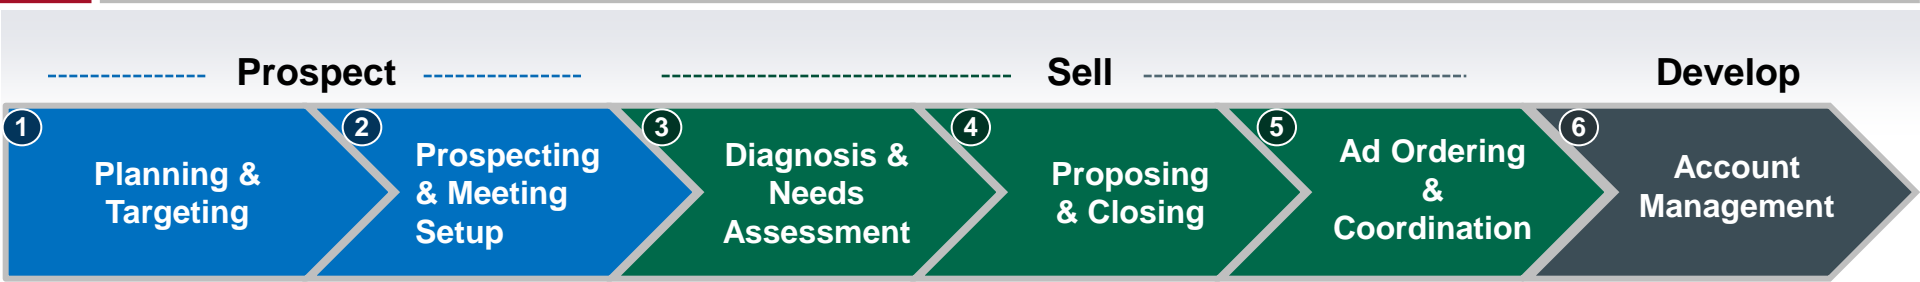 Prospect
Sell
Develop
1
Planning &
Targeting
2
Prospecting
& Meeting
Setup
3
Diagnosis &
Needs
Assessment
4
Proposing
& Closing
5
Ad Ordering
&
Coordination
6
Account
Management